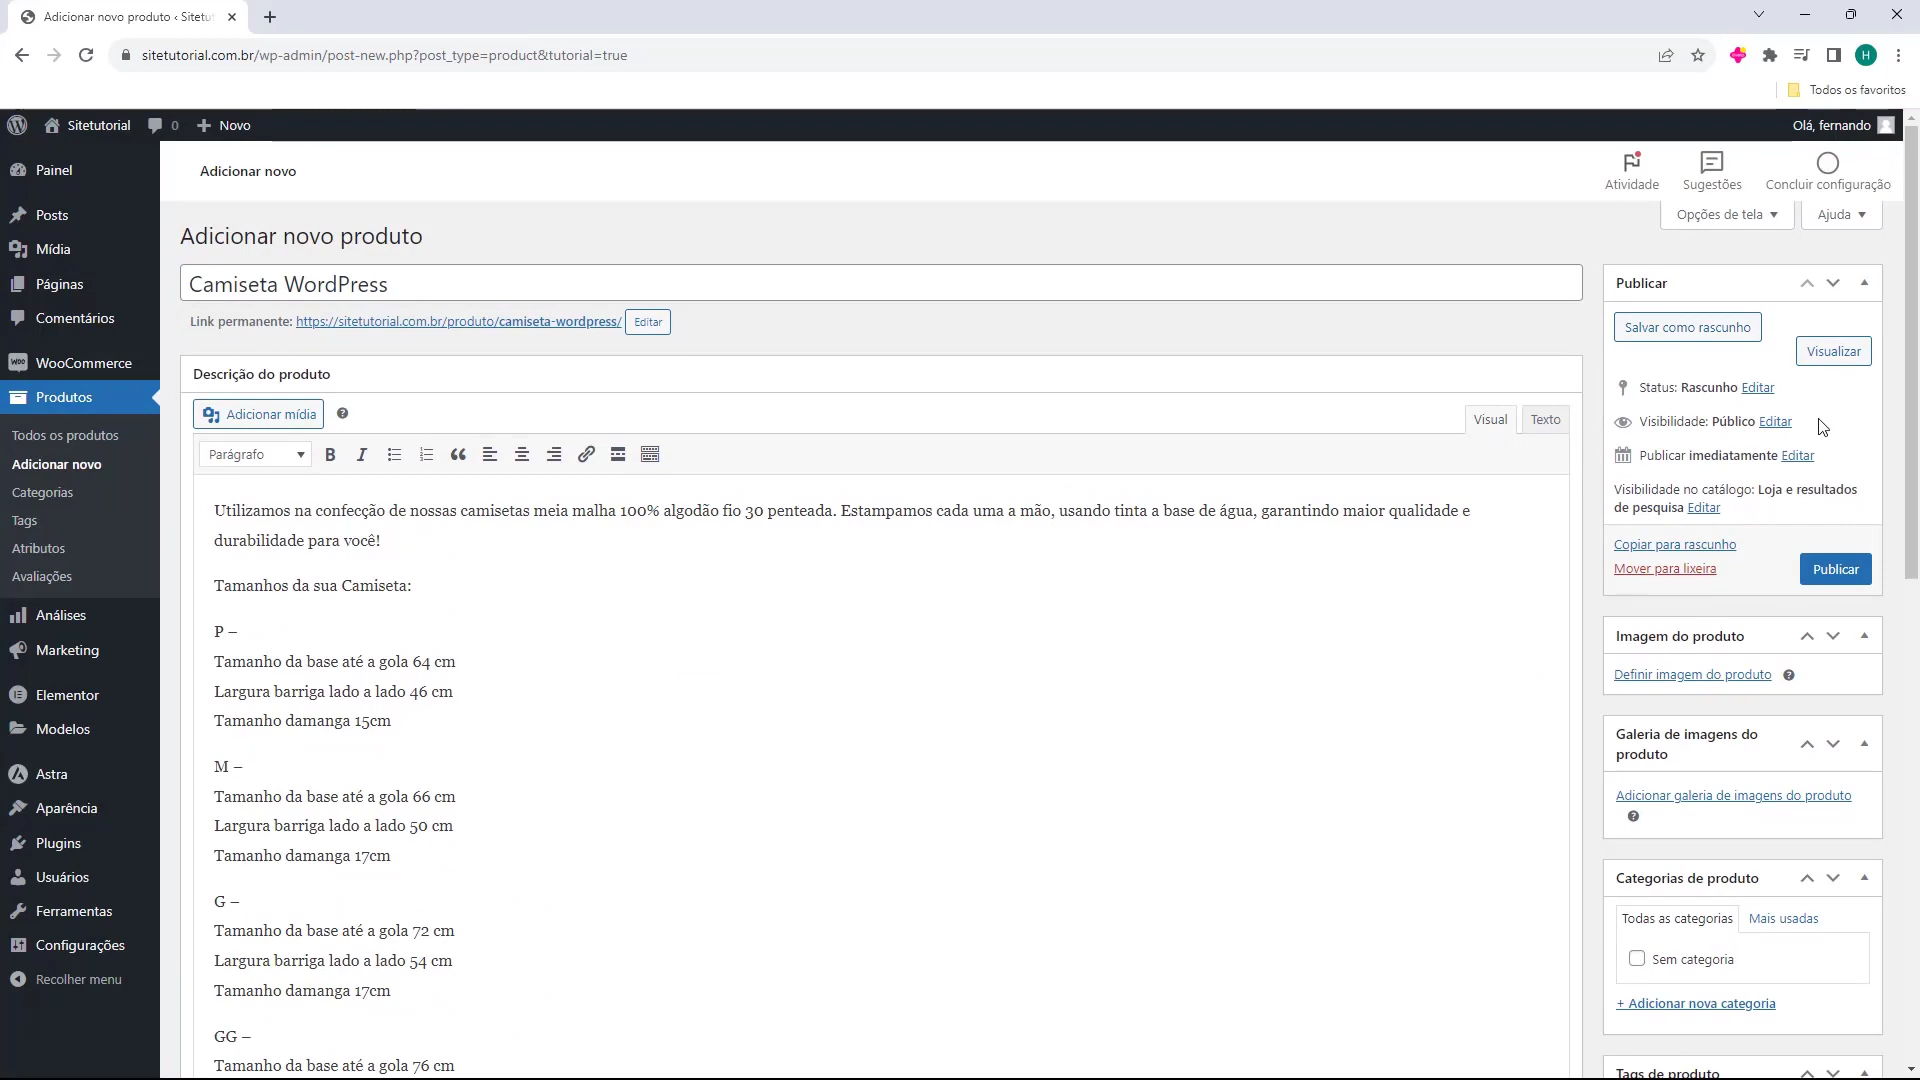 Adicionar novo produto ‹ Sitetu
sitetutorial.com.br/wp-admin/post-new.php?post_type=product&tutorial=true
H
Todos os favoritos
Sitetutorial
0
Novo
Olá, fernando
Painel
Posts
Mídia
Páginas
Comentários
WooCommerce
Produtos
Todos os produtos
Adicionar novo
Categorias
Tags
Atributos
Avaliações
Análises
Marketing
Elementor
Modelos
Astra
Aparência
Plugins
Usuários
Ferramentas
Configurações
Recolher menu
Adicionar novo
Atividade
Sugestões
Concluir configuração
Opções de tela
Ajuda
Adicionar novo produto
Camiseta WordPress
Link permanente: https://sitetutorial.com.br/produto/camiseta-wordpress/ Editar
Descrição do produto
Adicionar mídia
Visual
Texto
Parágrafo
B I
Utilizamos na confecção de nossas camisetas meia malha 100% algodão fio 30 penteada. Estampamos cada uma a mão, usando tinta a base de água, garantindo maior qualidade e
durabilidade para você!
Tamanhos da sua Camiseta:
P –
Tamanho da base até a gola 64 cm
Largura barriga lado a lado 46 cm
Tamanho damanga 15cm
M –
Tamanho da base até a gola 66 cm
Largura barriga lado a lado 50 cm
Tamanho damanga 17cm
G –
Tamanho da base até a gola 72 cm
Largura barriga lado a lado 54 cm
Tamanho damanga 17cm
GG –
Tamanho da base até a gola 76 cm
Publicar
Salvar como rascunho
Visualizar
Status: Rascunho Editar
Visibilidade: Público Editar
Publicar imediatamente Editar
Visibilidade no catálogo: Loja e resultados
de pesquisa Editar
Copiar para rascunho
Mover para lixeira
Publicar
Imagem do produto
Definir imagem do produto
Galeria de imagens do
produto
Adicionar galeria de imagens do produto
Categorias de produto
Todas as categorias
Mais usadas
Sem categoria
+ Adicionar nova categoria
Tags de produto